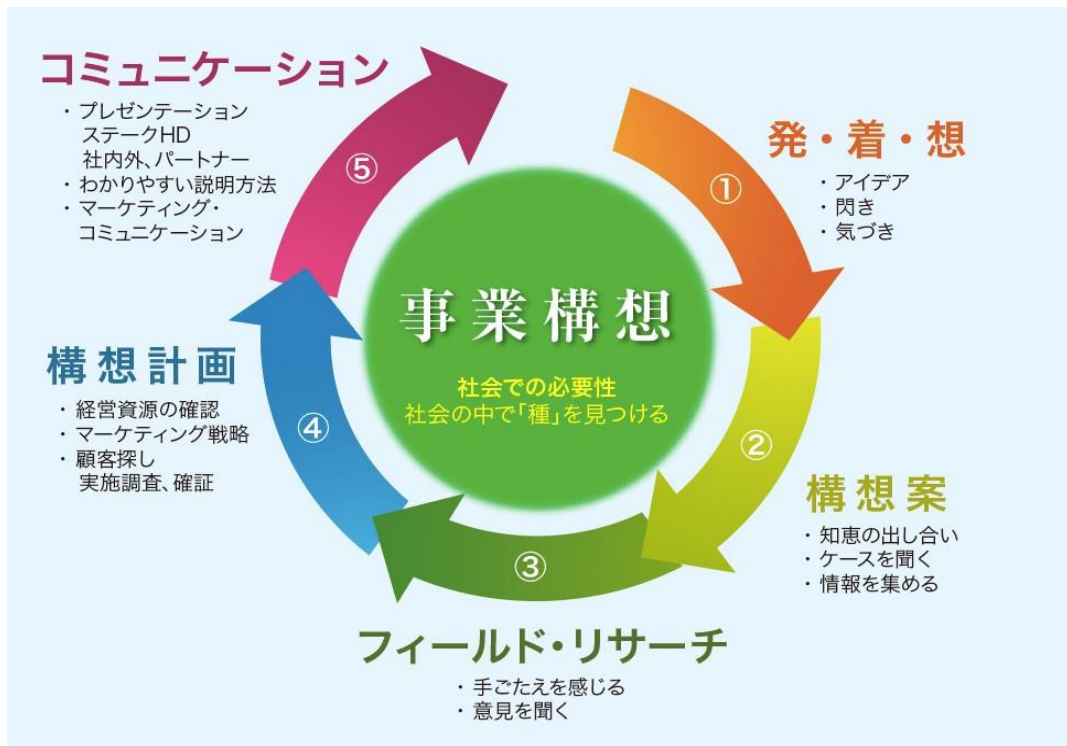 事業構想
社会での必要性
社会の中で「種」を見つける
①
発・着・想
・アイデア
・閃き
・気づき
②
構想案
・知恵の出し合い
・ケースを聞く
・情報を集める
③
フィールド・リサーチ
・手ごたえを感じる
・意見を聞く
④
構想計画
・経営資源の確認
・マーケティング戦略
・顧客探し
実施調査、確証
⑤
コミュニケーション
・プレゼンテーション
ステークHD
社内外、パートナー
・わかりやすい説明方法
・マーケティング・
コミュニケーション